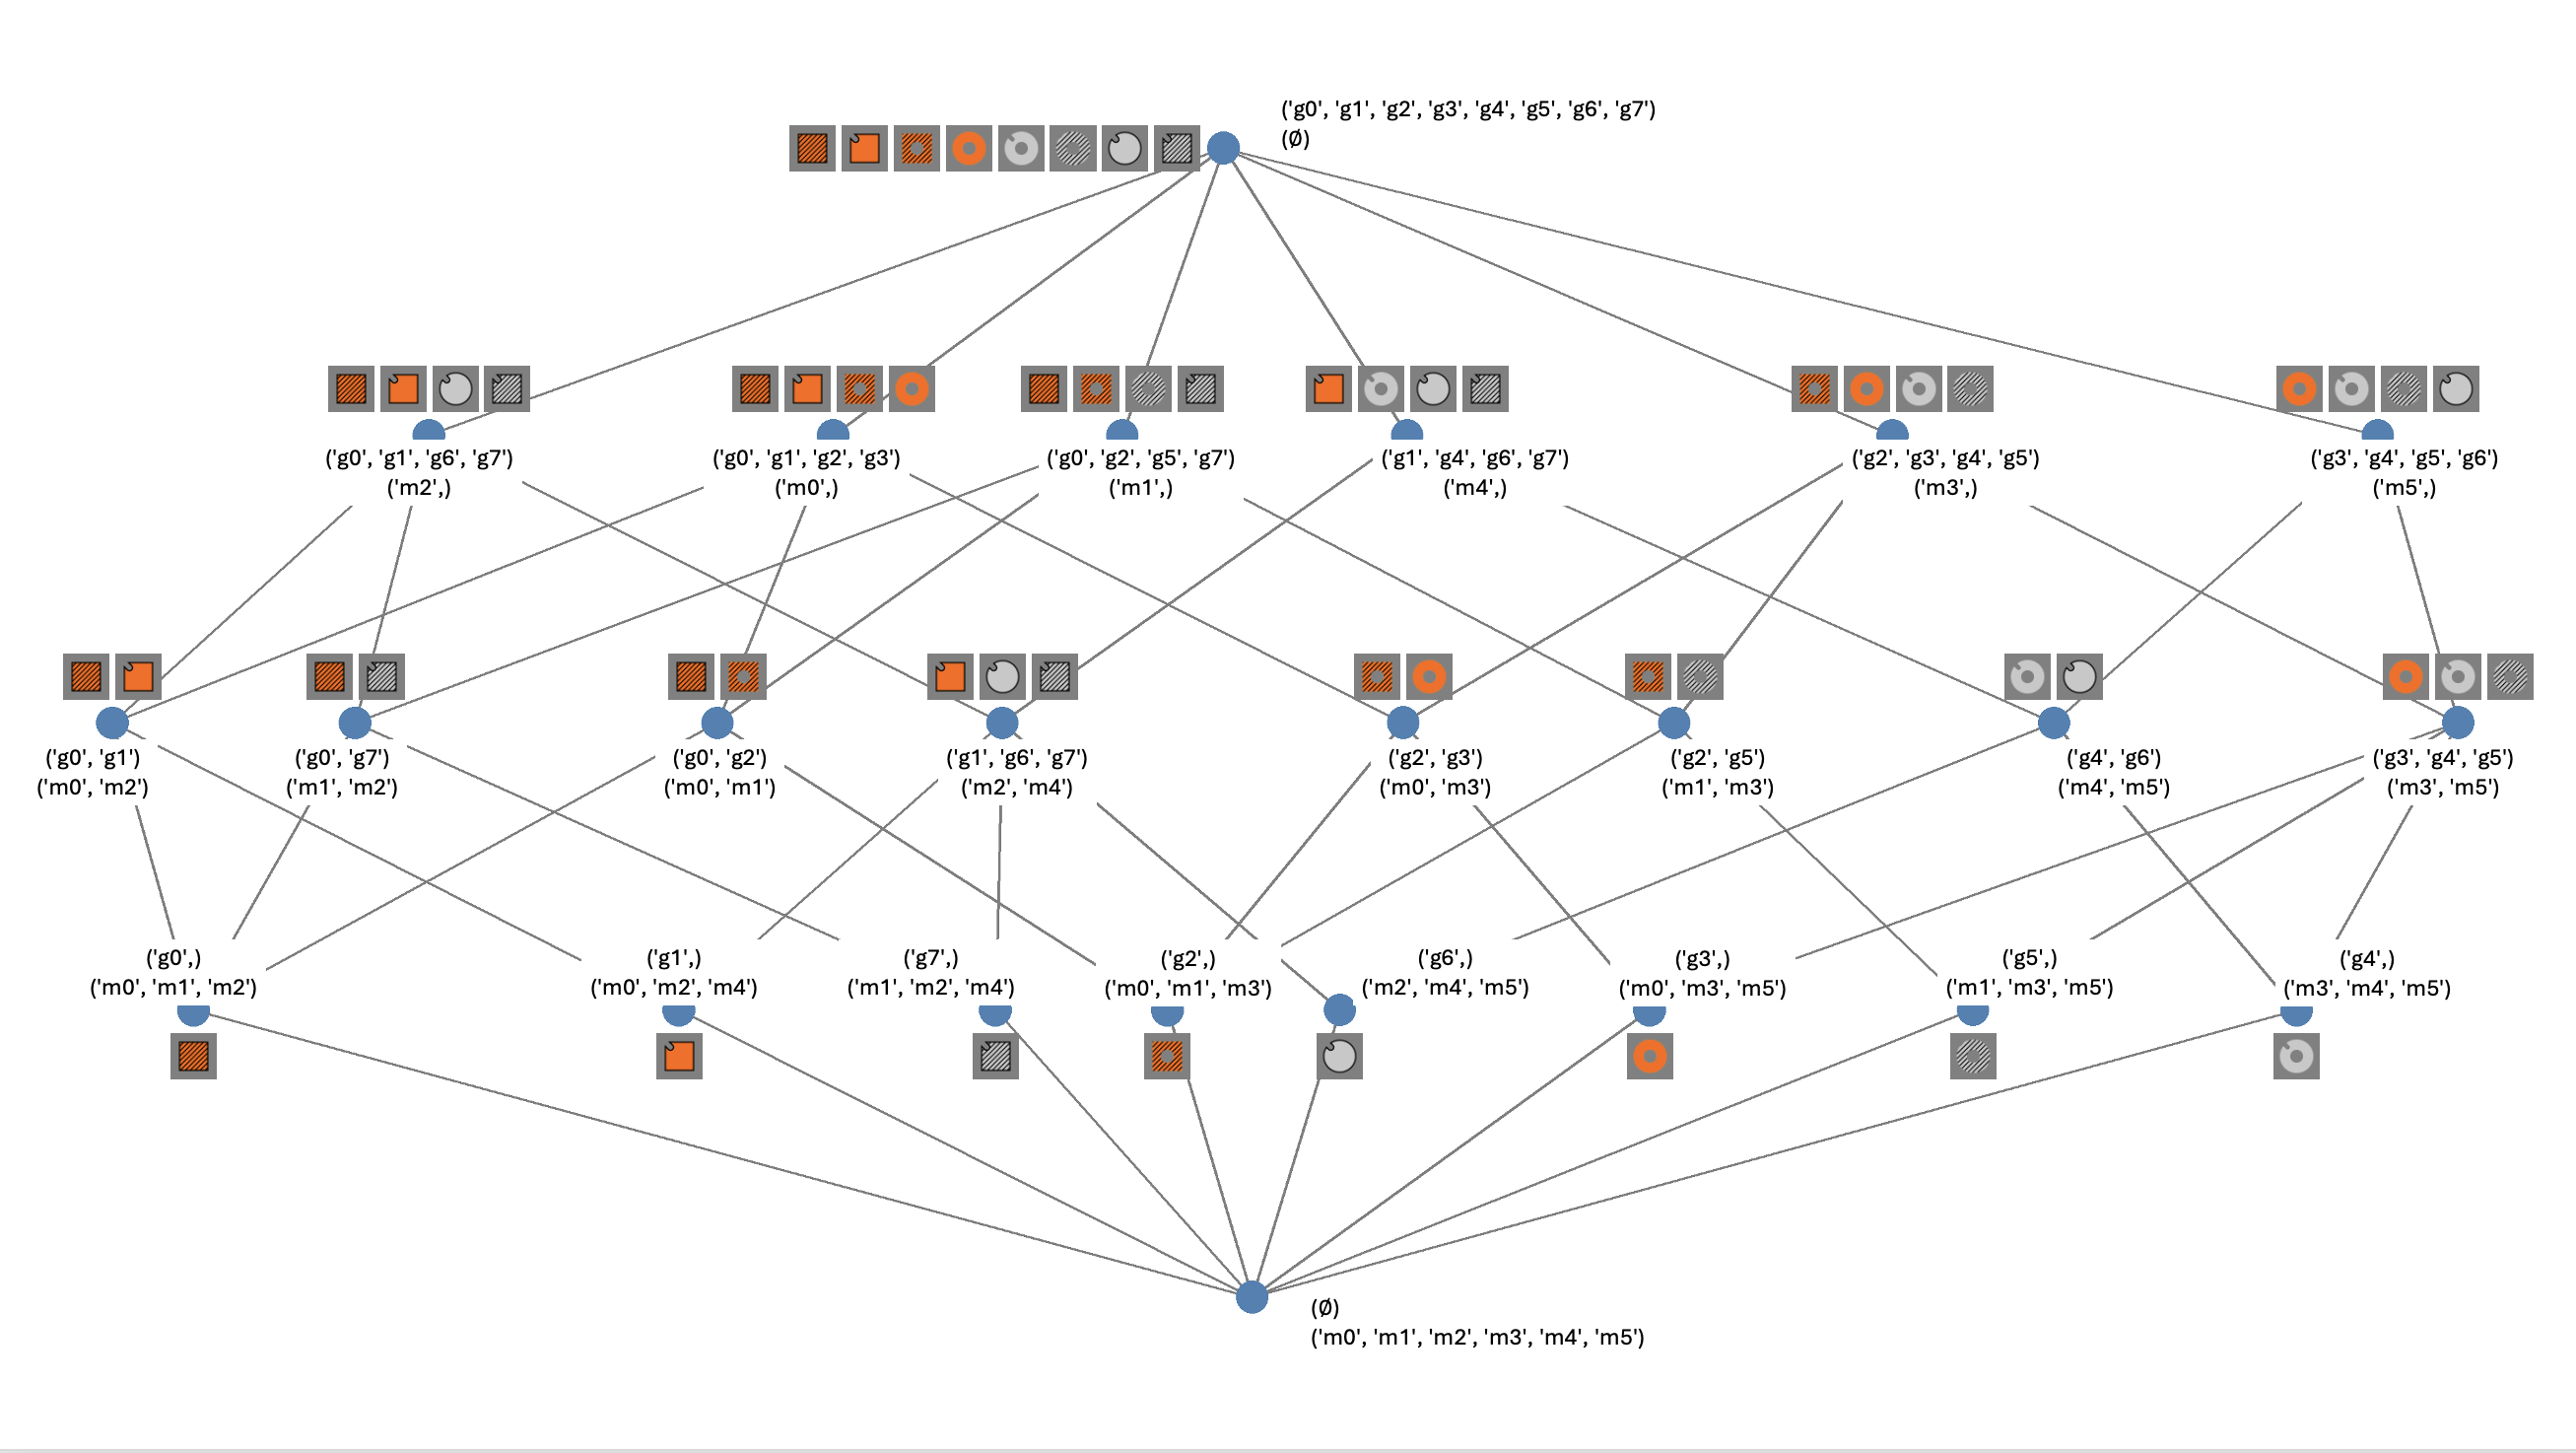 ('g0', 'g1', 'g2', 'g3', 'g4', 'g5', 'g6', 'g7')
(Ø)
('g0', 'g1', 'g6', 'g7')
('m2',)
('g0', 'g1', 'g2', 'g3')
('m0',)
('g0', 'g2', 'g5', 'g7')
('m1',)
('g1', 'g4', 'g6', 'g7')
('m4',)
('g2', 'g3', 'g4', 'g5')
('m3',)
('g3', 'g4', 'g5', 'g6')
('m5',)
('g0', 'g1')
('m0', 'm2')
('g0', 'g7')
('m1', 'm2')
('g0', 'g2')
('m0', 'm1')
('g1', 'g6', 'g7')
('m2', 'm4')
('g2', 'g3')
('m0', 'm3')
('g2', 'g5')
('m1', 'm3')
('g4', 'g6')
('m4', 'm5')
('g3', 'g4', 'g5')
('m3', 'm5')
('g0',)
('m0', 'm1', 'm2')
('g1',)
('m0', 'm2', 'm4')
('g7',)
('m1', 'm2', 'm4')
('g2',)
('m0', 'm1', 'm3')
('g6',)
('m2', 'm4', 'm5')
('g3',)
('m0', 'm3', 'm5')
('g5',)
('m1', 'm3', 'm5')
('g4',)
('m3', 'm4', 'm5')
(Ø)
('m0', 'm1', 'm2', 'm3', 'm4', 'm5')